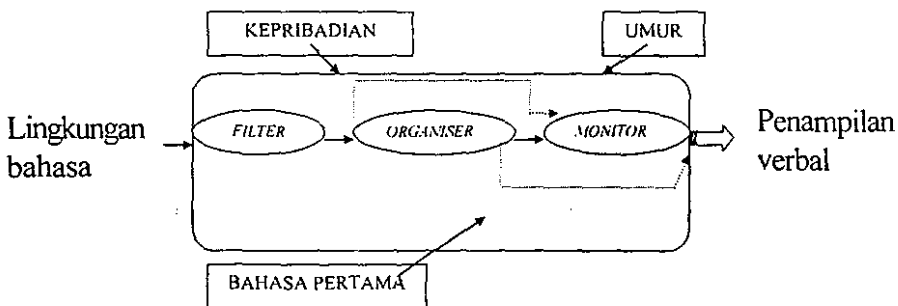 KEPRIBADIAN
UMUR
Lingkungan
bahasa
FILTER
ORGANISER
MONITOR
Penampilan
verbal
BAHASA PERTAMA